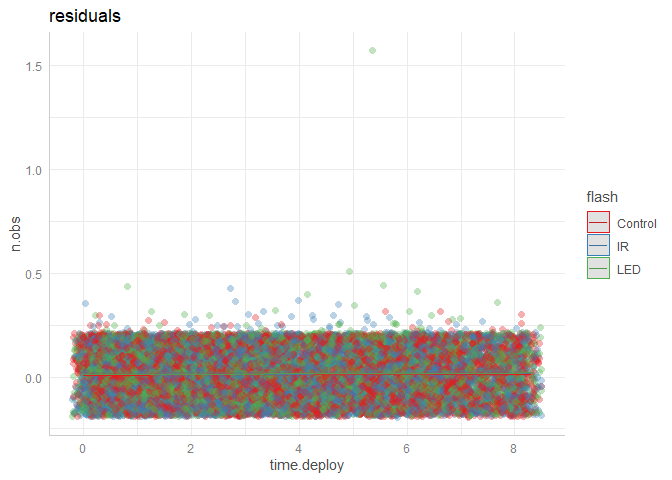 residuals
1.5
1.0
0.5
0.0
n.obs
0
2
4
6
8
time.deploy
flash
Control
IR
LED